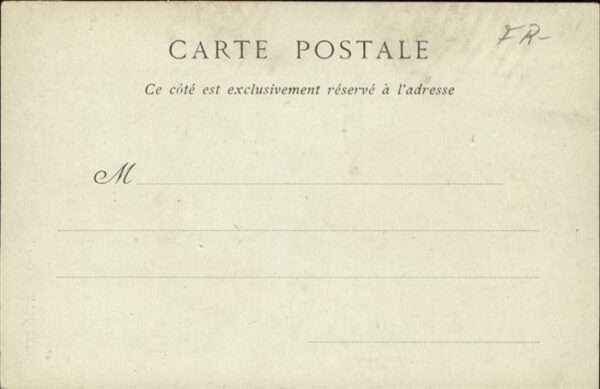 FR-
CARTE POSTALE
Ce côté est exclusivement réservé à l'adresse
M